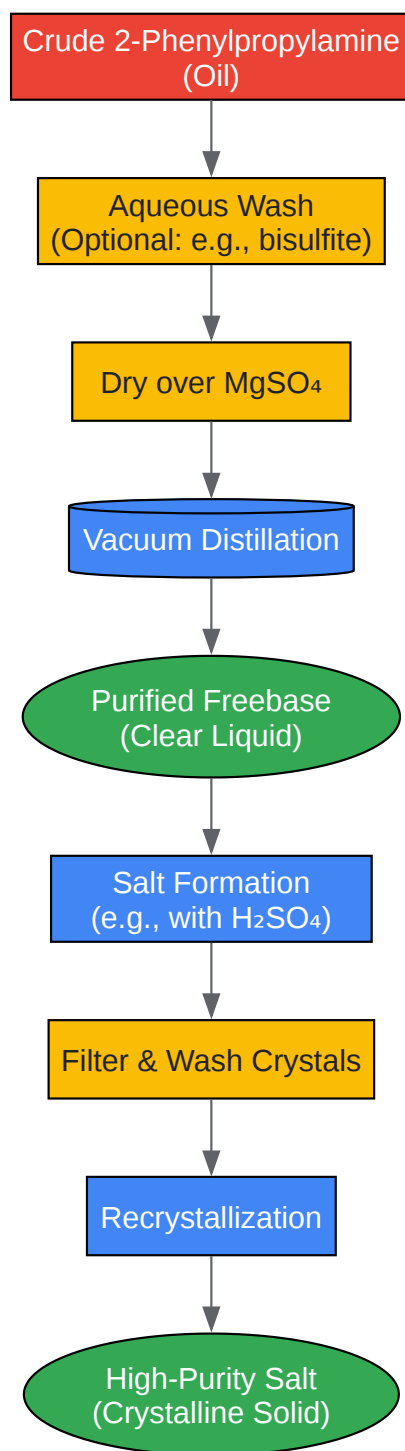 Crude 2-Phenylpropylamine
(Oil)
Aqueous Wash
(Optional: e.g., bisulfite)
Dry over MgSO₄
Vacuum Distillation
Purified Freebase
(Clear Liquid)
Salt Formation
(e.g., with H₂SO₄)
Filter & Wash Crystals
Recrystallization
High-Purity Salt
(Crystalline Solid)